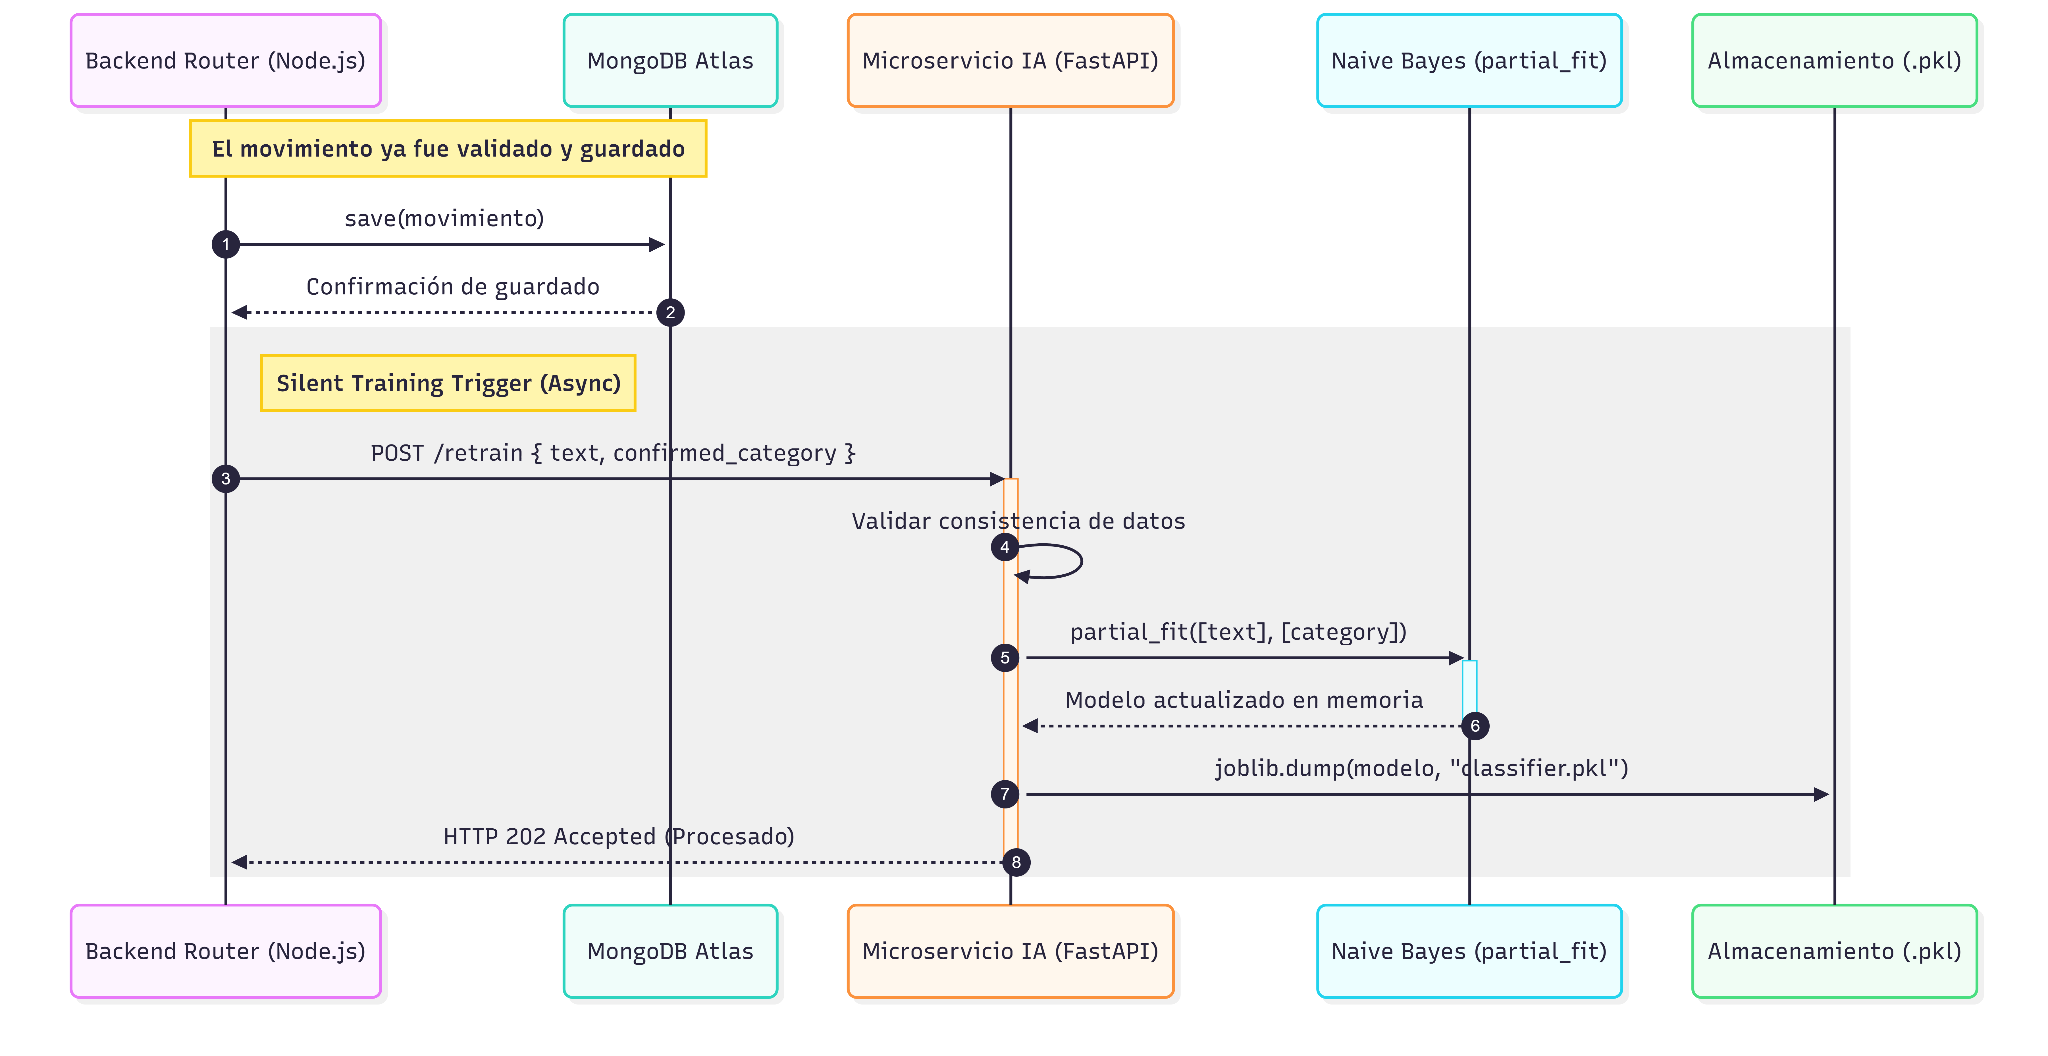 Backend Router (Node.js)
MongoDB Atlas
Microservicio IA (FastAPI)
Naive Bayes (partial_fit)
Almacenamiento (.pkl)
El movimiento ya fue validado y guardado
save(movimiento)
1
Confirmación de guardado
2
Silent Training Trigger (Async)
POST /retrain { text, confirmed_category }
3
Validar consistencia de datos
4
partial_fit([text], [category])
5
Modelo actualizado en memoria
6
joblib.dump(modelo, "classifier.pkl")
7
HTTP 202 Accepted (Procesado)
8
Backend Router (Node.js)
MongoDB Atlas
Microservicio IA (FastAPI)
Naive Bayes (partial_fit)
Almacenamiento (.pkl)